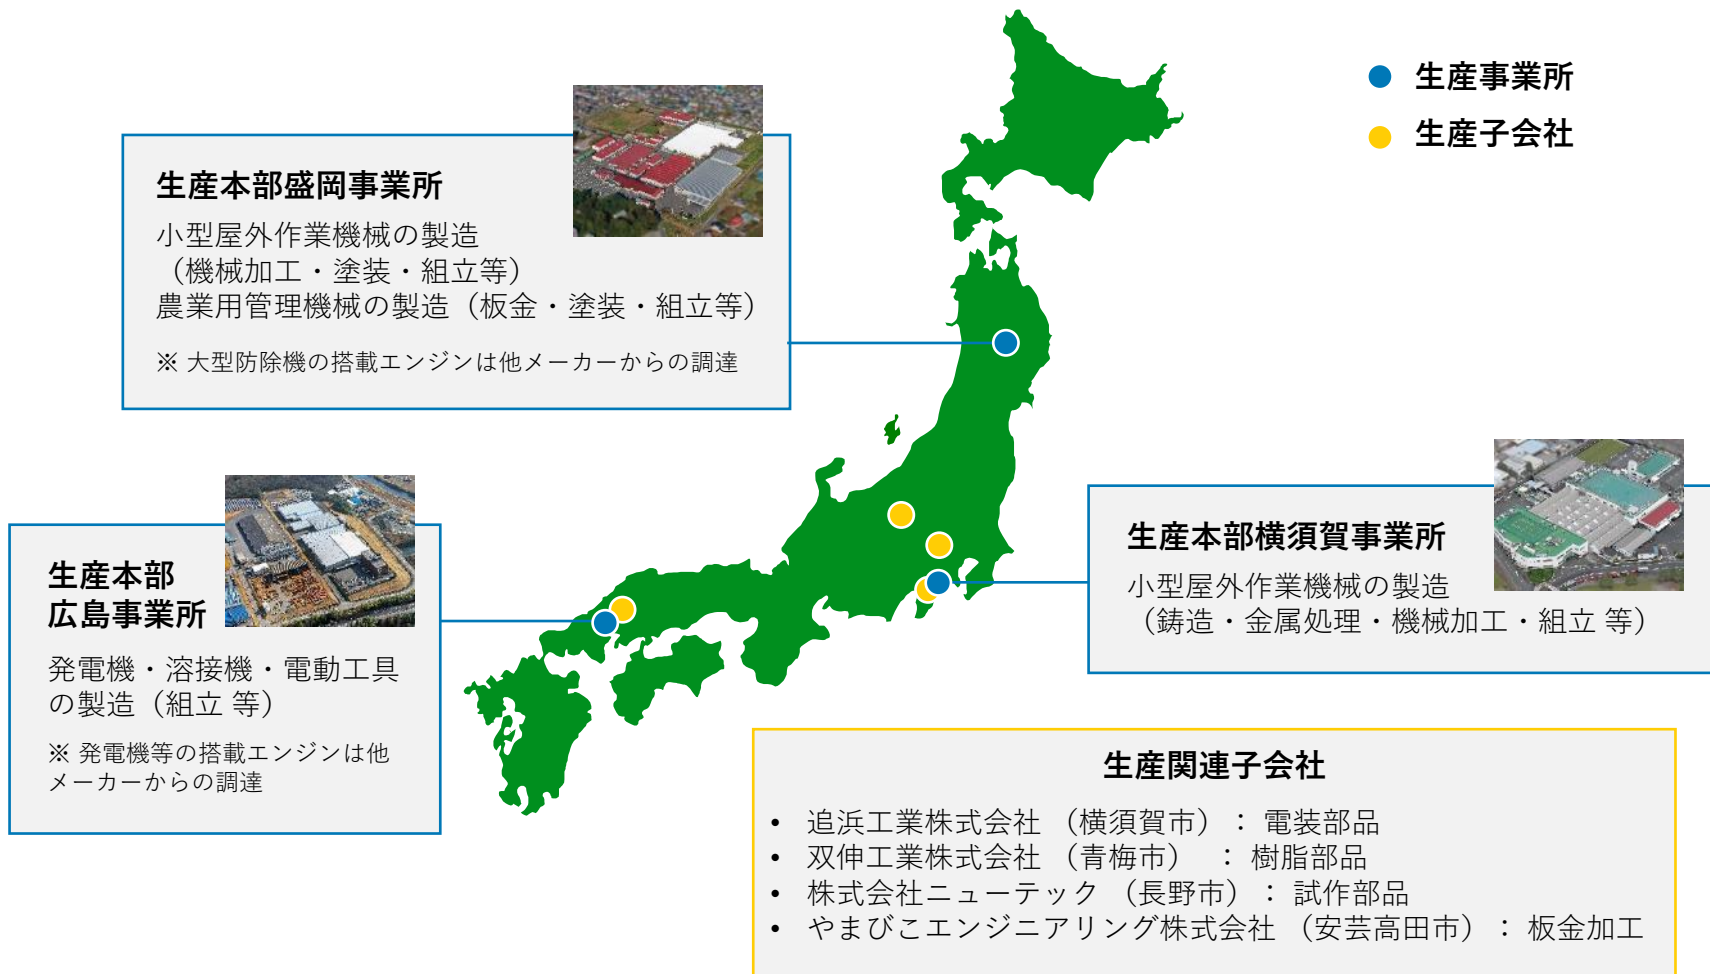 生産事業所
生産子会社
生産本部盛岡事業所
小型屋外作業機械の製造
（機械加工・塗装・組立等）
農業用管理機械の製造（板金・塗装・組立等）
※ 大型防除機の搭載エンジンは他メーカーからの調達
生産本部
広島事業所
発電機・溶接機・電動工具
の製造（組立 等）
※ 発電機等の搭載エンジンは他
メーカーからの調達
生産本部横須賀事業所
小型屋外作業機械の製造
（鋳造・金属処理・機械加工・組立 等）
生産関連子会社
• 追浜工業株式会社 （横須賀市）： 電装部品
• 双伸工業株式会社 （青梅市） ： 樹脂部品
• 株式会社ニューテック （長野市）： 試作部品
• やまびこエンジニアリング株式会社 （安芸高田市）： 板金加工